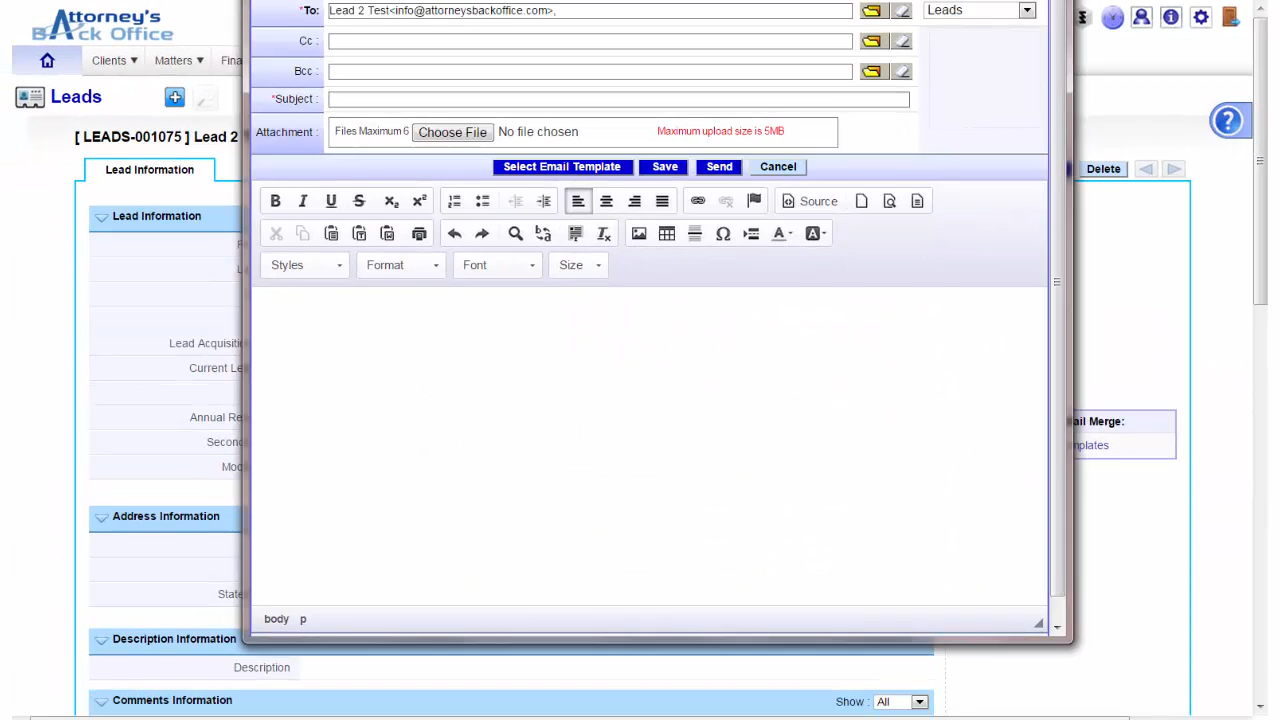 Attorney's
BAck Office
Clients ▼ Matters ▼ Fina
Leads
[ LEADS-001075 ] Lead 2
Lead Information
Lead Information
Lead Acquisiti
Current Le
Annual Re
Secon
Mod
Address Information
State
Description Information
Description
Comments Information
Show : All
*To: Lead 2 Test<info@attorneysbackoffice.com>, Leads
Cc :
Bcc :
*Subject :
Attachment : Files Maximum 6 Choose File No file chosen Maximum upload size is 5MB
Select Email Template Save Send Cancel
B I U S x₂ x² Source
Styles Format Font Size
body p
Delete
ail Merge:
mplates